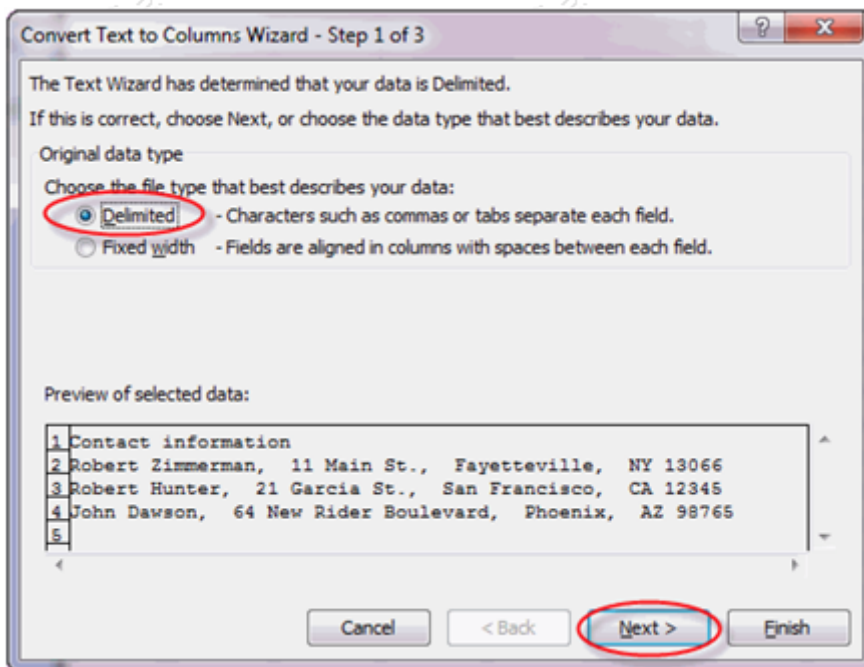 Convert Text to Columns Wizard - Step 1 of 3
The Text Wizard has determined that your data is Delimited.
If this is correct, choose Next, or choose the data type that best describes your data.
Original data type
Choose the file type that best describes your data:
Delimited - Characters such as commas or tabs separate each field.
Fixed width - Fields are aligned in columns with spaces between each field.
Preview of selected data:
1 Contact information
2 Robert Zimmerman, 11 Main St., Fayetteville, NY 13066
3 Robert Hunter, 21 Garcia St., San Francisco, CA 12345
4 John Dawson, 64 New Rider Boulevard, Phoenix, AZ 98765
5
Cancel < Back Next > Finish